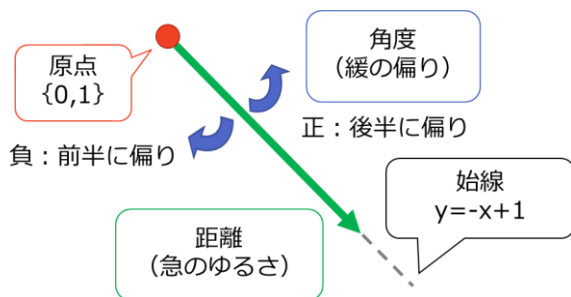 原点
{0,1}
角度
（緩の偏り）
負：前半に偏り
正：後半に偏り
距離
（急のゆるさ）
始線
y=-x+1